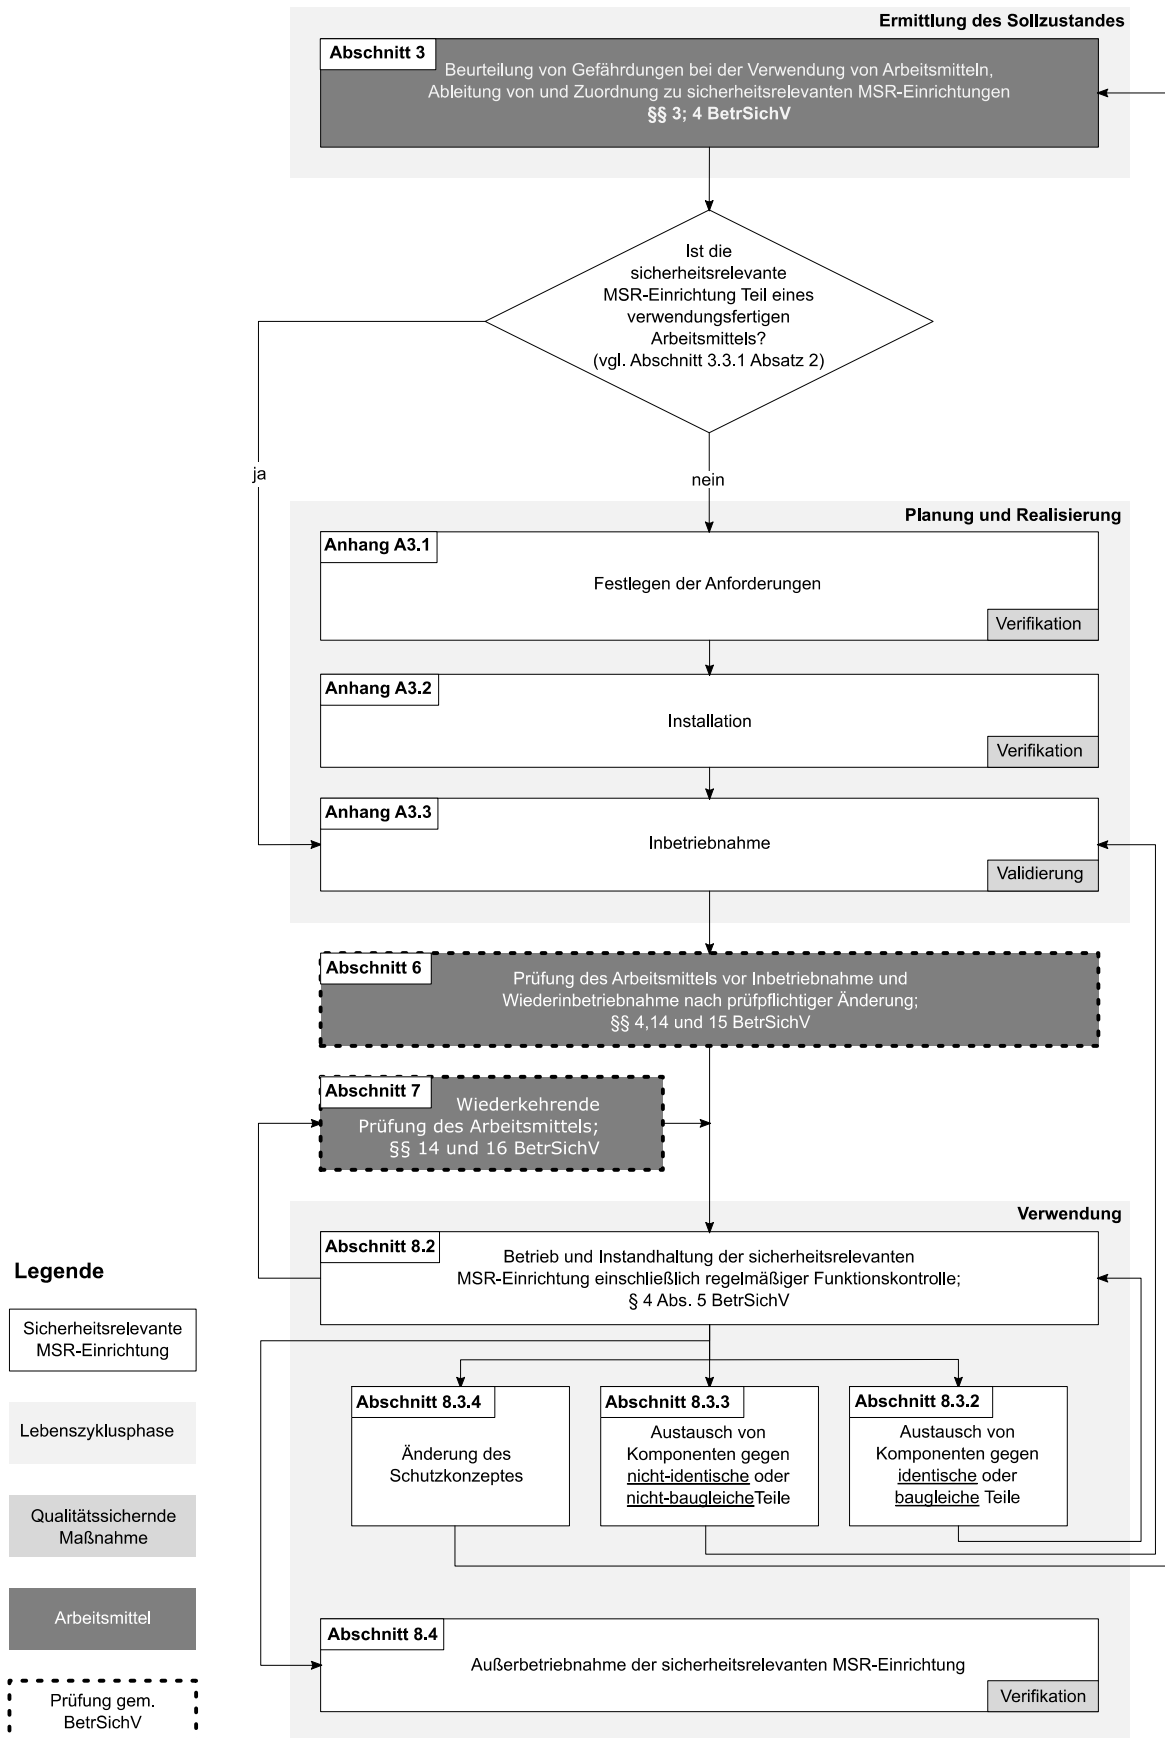 Ermittlung des Sollzustandes
Abschnitt 3
Beurteilung von Gefährdungen bei der Verwendung von Arbeitsmitteln,
Ableitung von und Zuordnung zu sicherheitsrelevanten MSR-Einrichtungen
§§ 3; 4 BetrSichV
Ist die
sicherheitsrelevante
MSR-Einrichtung Teil eines
verwendungsfertigen
Arbeitsmittels?
(vgl. Abschnitt 3.3.1 Absatz 2)
ja
nein
Planung und Realisierung
Anhang A3.1
Festlegen der Anforderungen
Verifikation
Anhang A3.2
Installation
Verifikation
Anhang A3.3
Inbetriebnahme
Validierung
Abschnitt 6
Prüfung des Arbeitsmittels vor Inbetriebnahme und
Wiederinbetriebnahme nach prüfpflichtiger Änderung;
§§ 4,14 und 15 BetrSichV
Abschnitt 7
Wiederkehrende
Prüfung des Arbeitsmittels;
§§ 14 und 16 BetrSichV
Verwendung
Abschnitt 8.2
Betrieb und Instandhaltung der sicherheitsrelevanten
MSR-Einrichtung einschließlich regelmäßiger Funktionskontrolle;
§ 4 Abs. 5 BetrSichV
Abschnitt 8.3.4
Änderung des
Schutzkonzeptes
Abschnitt 8.3.3
Austausch von
Komponenten gegen
nicht-identische oder
nicht-baugleiche Teile
Abschnitt 8.3.2
Austausch von
Komponenten gegen
identische oder
baugleiche Teile
Abschnitt 8.4
Außerbetriebnahme der sicherheitsrelevanten MSR-Einrichtung
Verifikation
Legende
Sicherheitsrelevante
MSR-Einrichtung
Lebenszyklusphase
Qualitätssichernde
Maßnahme
Arbeitsmittel
Prüfung gem.
BetrSichV